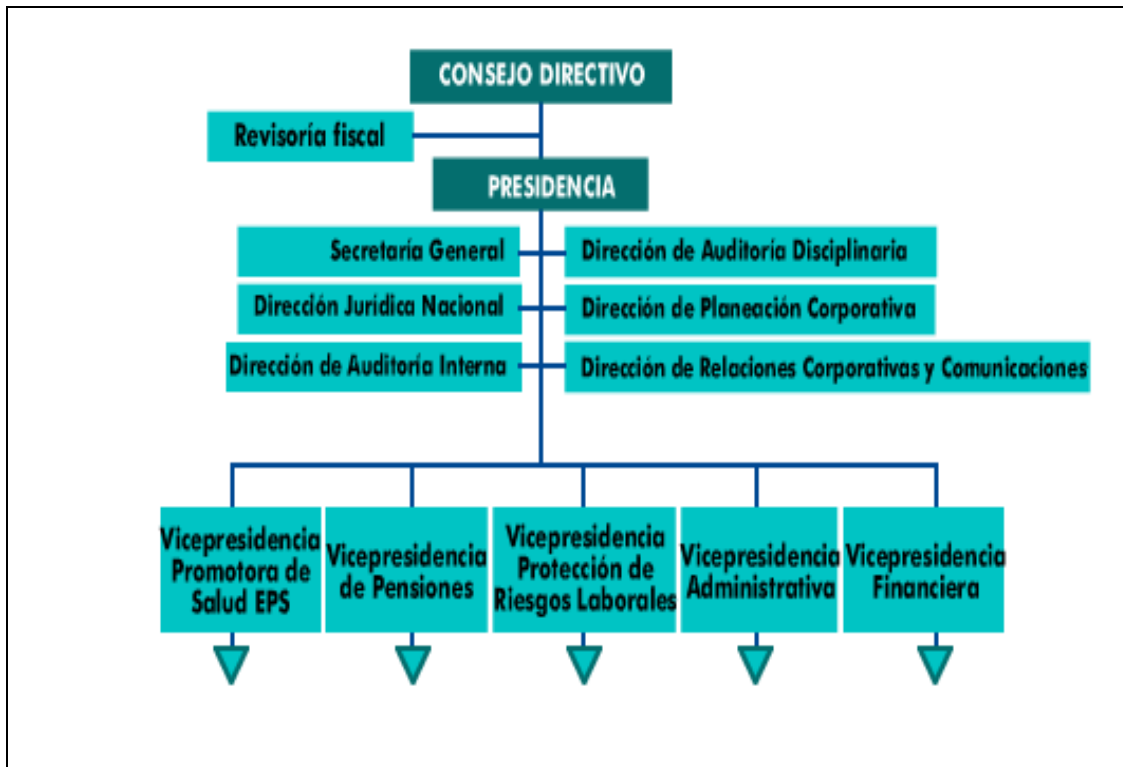 CONSEJO DIRECTIVO
Revisoría fiscal
PRESIDENCIA
Secretaría General
Dirección de Auditoría Disciplinaria
Dirección Jurídica Nacional
Dirección de Planeación Corporativa
Dirección de Auditoría Interna
Dirección de Relaciones Corporativas y Comunicaciones
Vicepresidencia
Promotora de
Salud EPS
Vicepresidencia
de Pensiones
Vicepresidencia
Protección de
Riesgos Laborales
Vicepresidencia
Administrativa
Vicepresidencia
Financiera